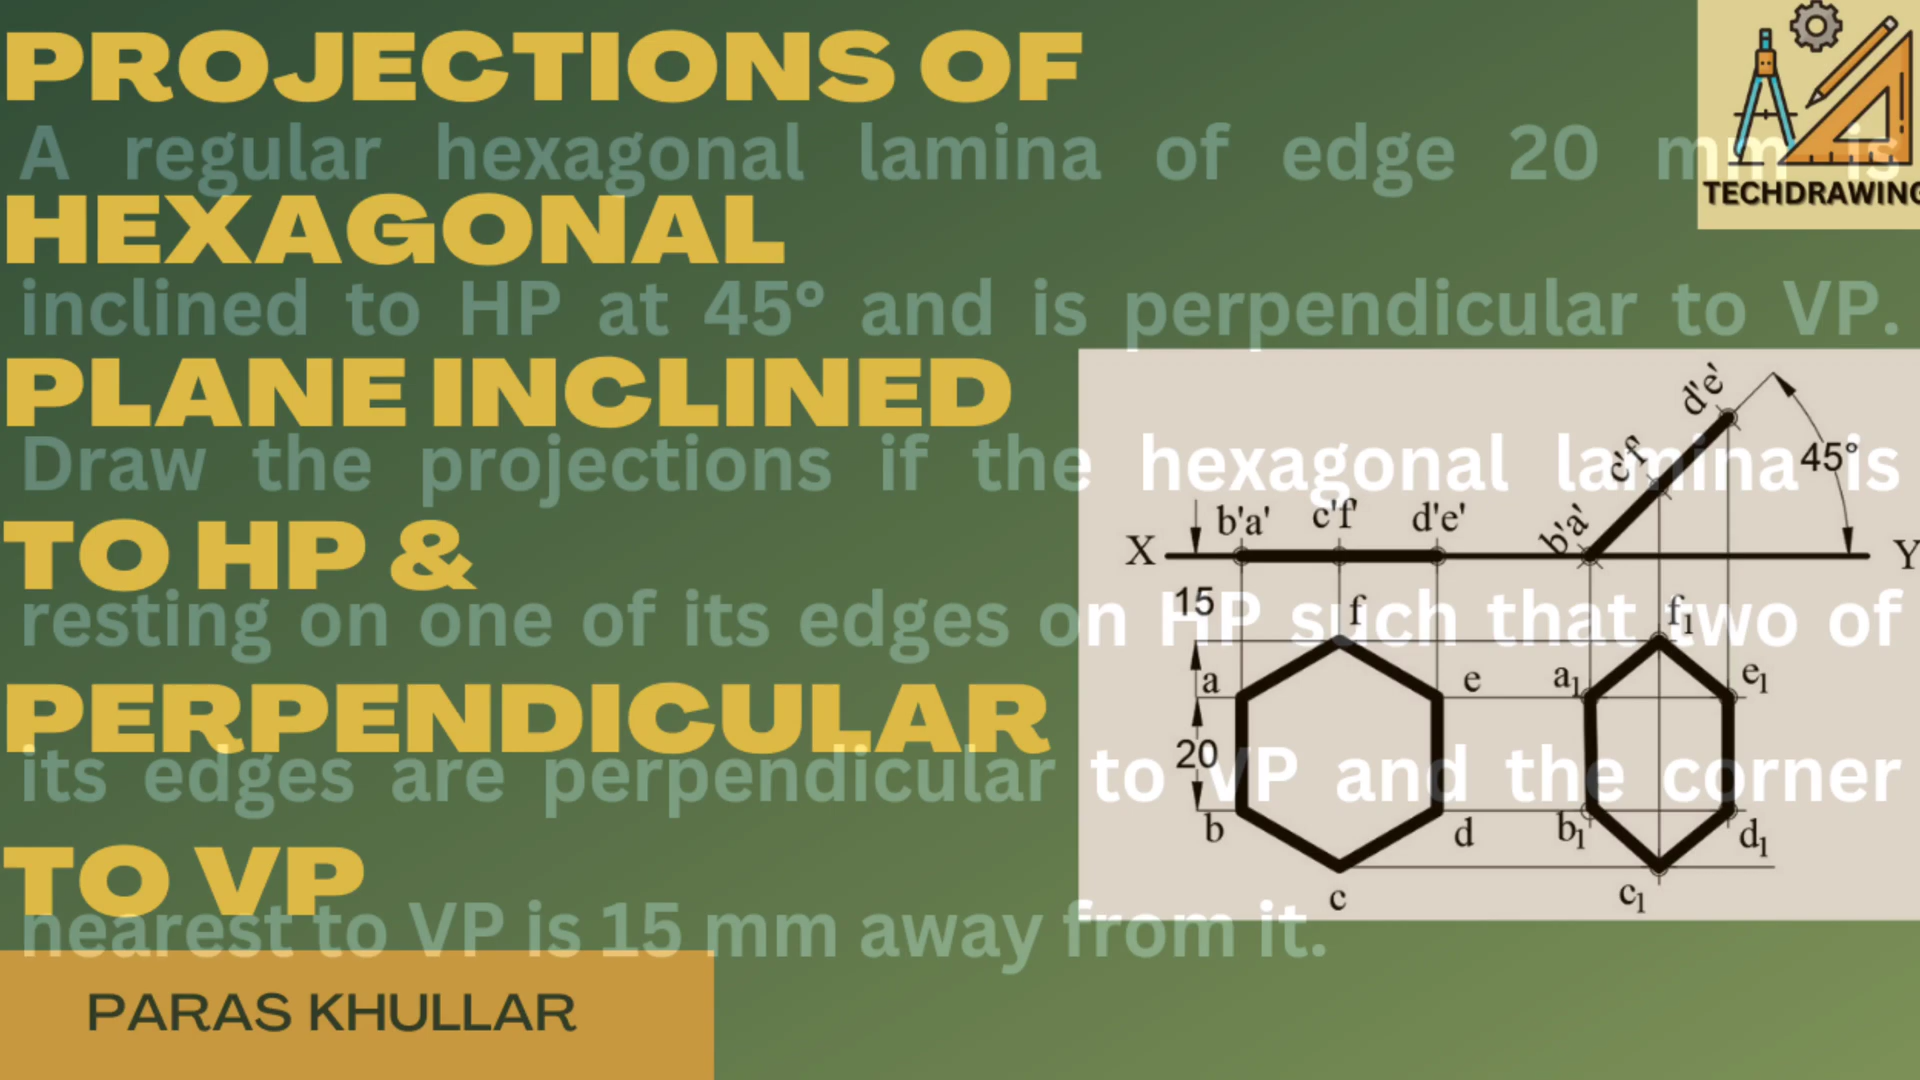 PROJECTIONS OF
HEXAGONAL
PLANE INCLINED
TO HP &
PERPENDICULAR
TO VP
A regular hexagonal lamina of edge 20 mm is
inclined to HP at 45° and is perpendicular to VP.
Draw the projections if the hexagonal lamina is
resting on one of its edges on HP such that two of
its edges are perpendicular to VP and the corner
nearest to VP is 15 mm away from it.
PARAS KHULLAR
TECHDRAWING
d'e'
c'f'
45°
b'a' c'f' d'e' b'a'
X Y
15 f f1
a e a1 e1
20
b d b1 d1
c c1